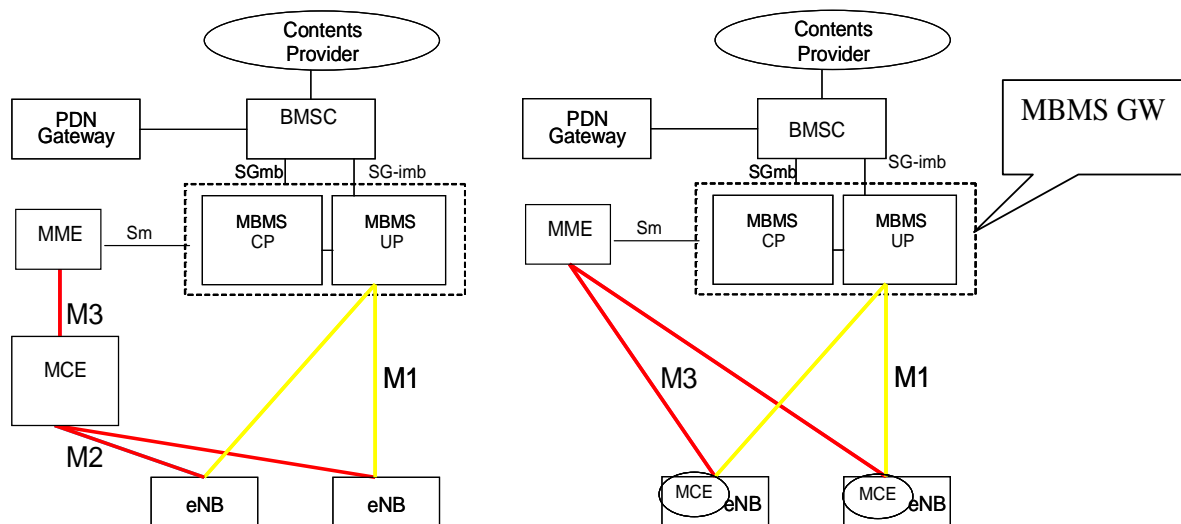 Contents
Provider
PDN
Gateway
BMSC
SGmb
SG-imb
MME
Sm
MBMS
CP
MBMS
UP
M3
MCE
M1
M2
eNB
eNB
Contents
Provider
MBMS GW
PDN
Gateway
BMSC
SGmb
SG-imb
MME
Sm
MBMS
CP
MBMS
UP
M3
M1
MCE
eNB
MCE
eNB